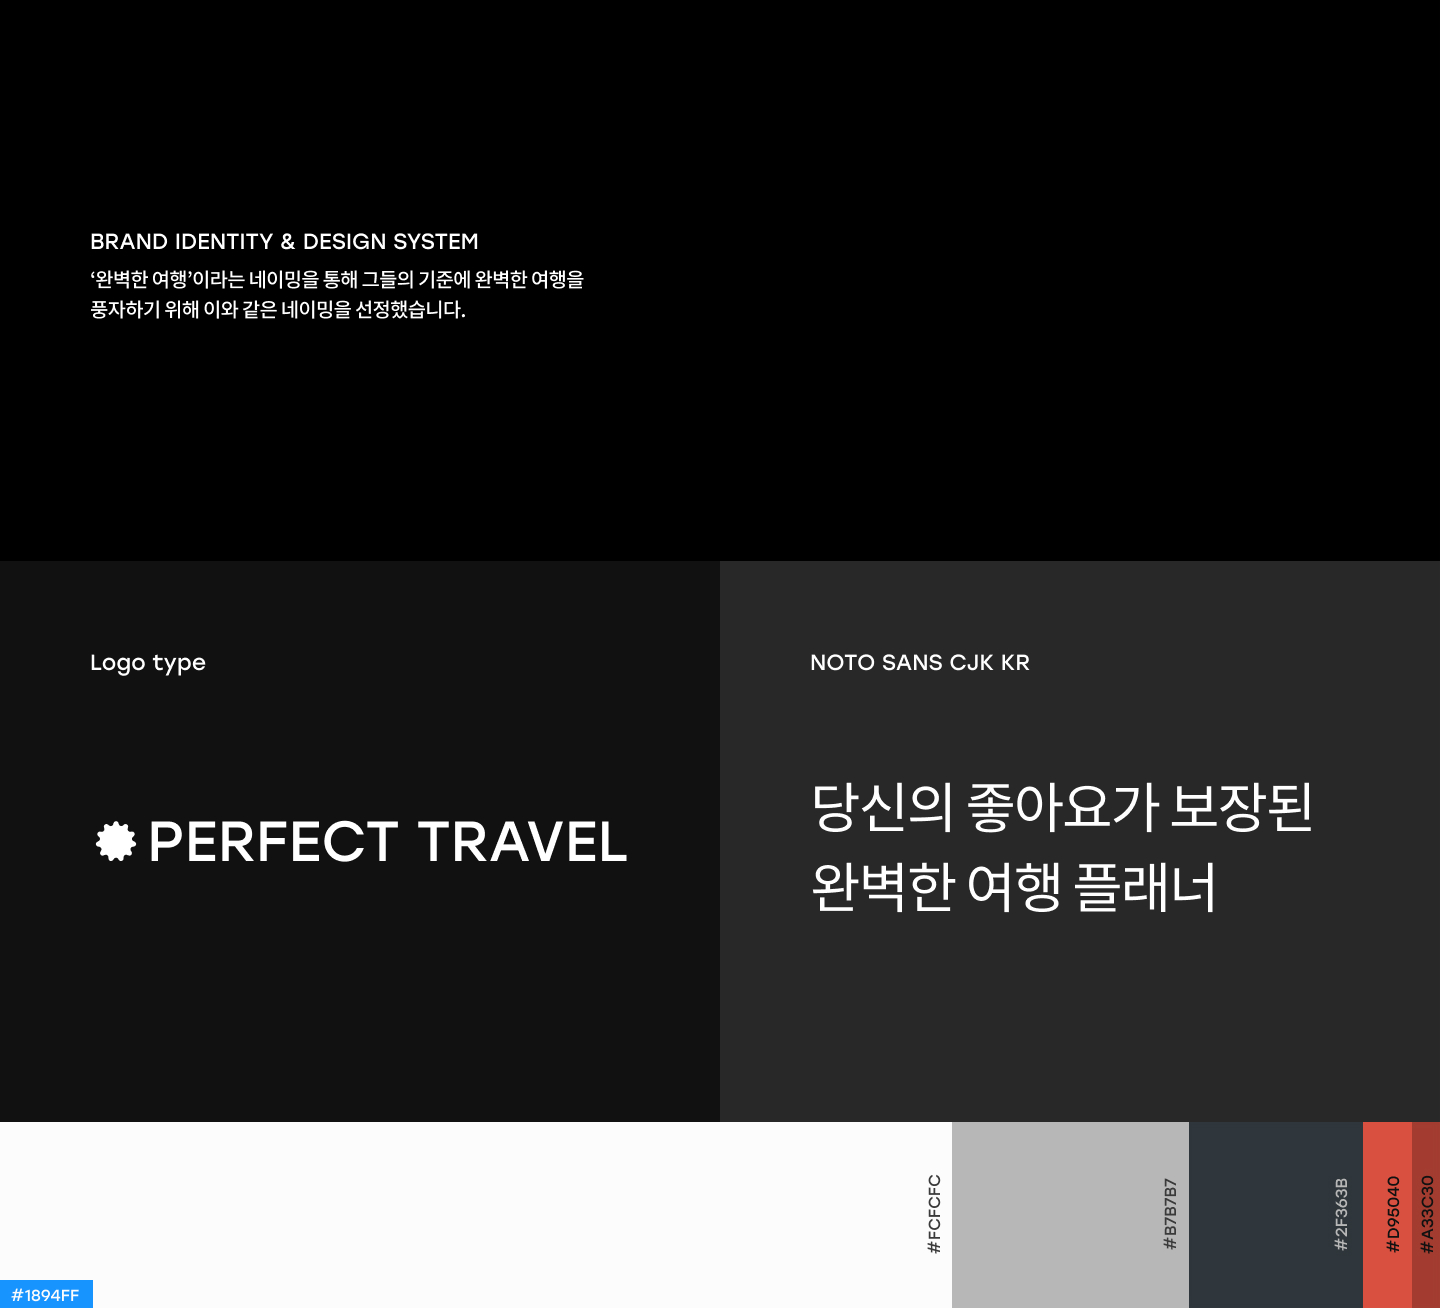 BRAND IDENTITY & DESIGN SYSTEM
‘완벽한 여행’이라는 네이밍을 통해 그들의 기준에 완벽한 여행을
풍자하기 위해 이와 같은 네이밍을 선정했습니다.
Logo type
PERFECT TRAVEL
NOTO SANS CJK KR
당신의 좋아요가 보장된
완벽한 여행 플래너
#FCFCFC
#B7B7B7
#2F363B
#D95040
#A33C30
#1894FF